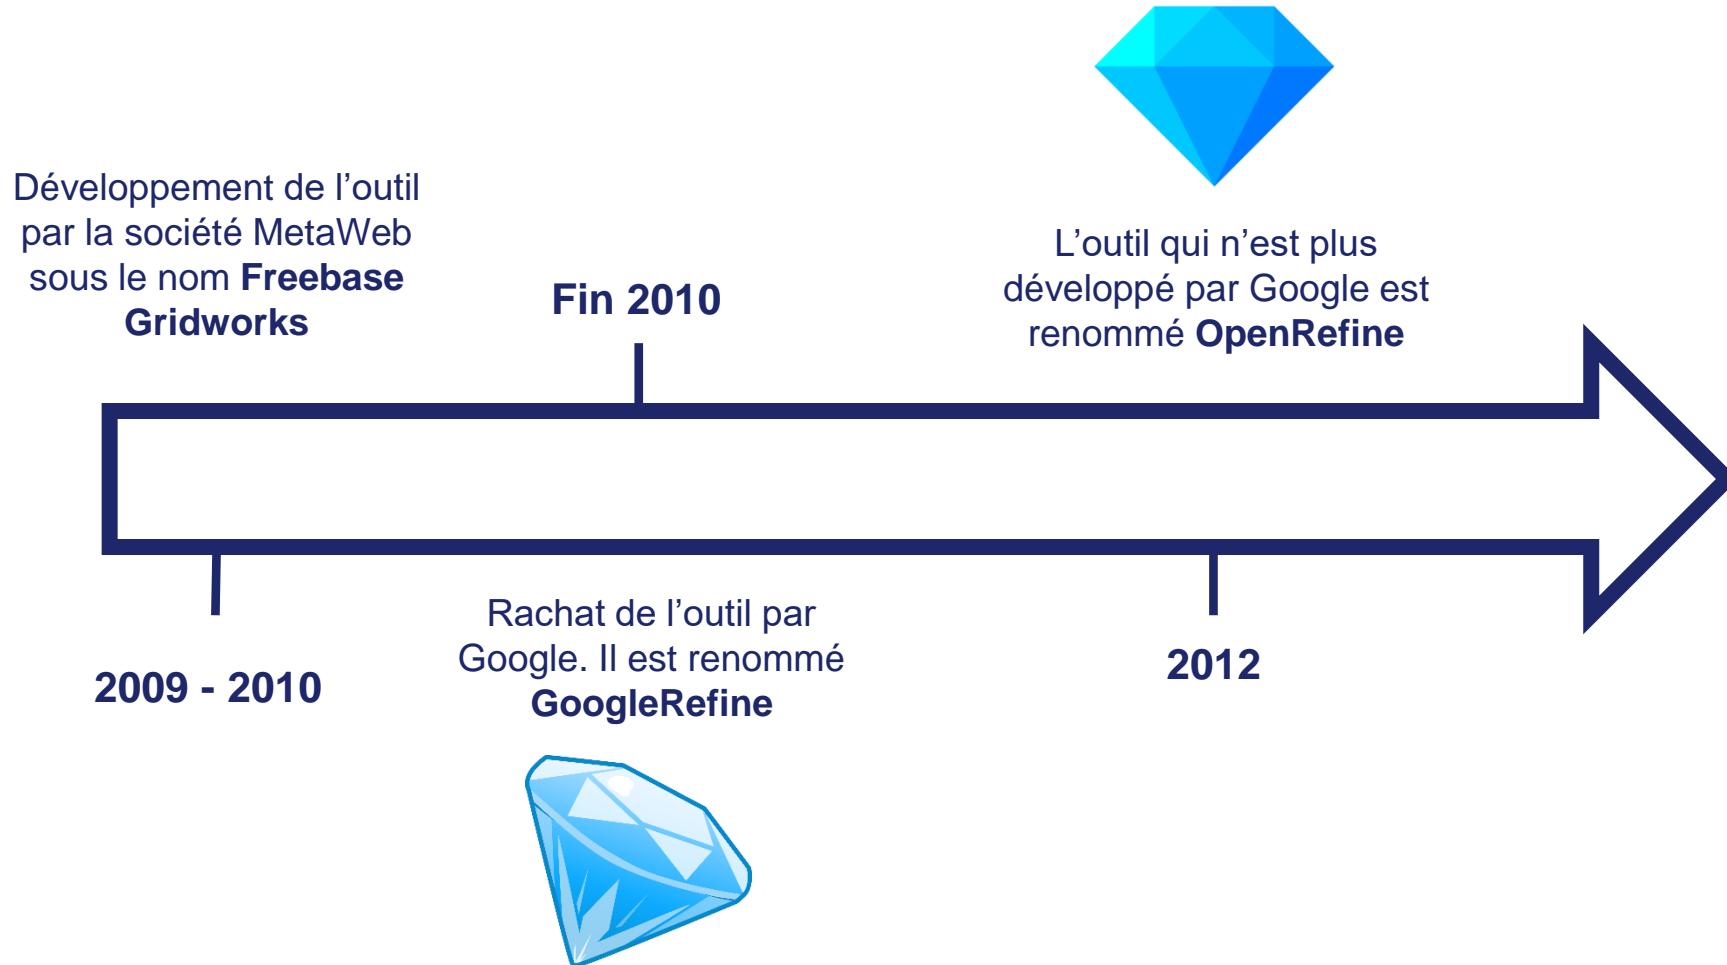 Développement de l’outil
par la société MetaWeb
sous le nom Freebase
Gridworks
2009 - 2010
Fin 2010
Rachat de l’outil par
Google. Il est renommé
GoogleRefine
L’outil qui n’est plus
développé par Google est
renommé OpenRefine
2012